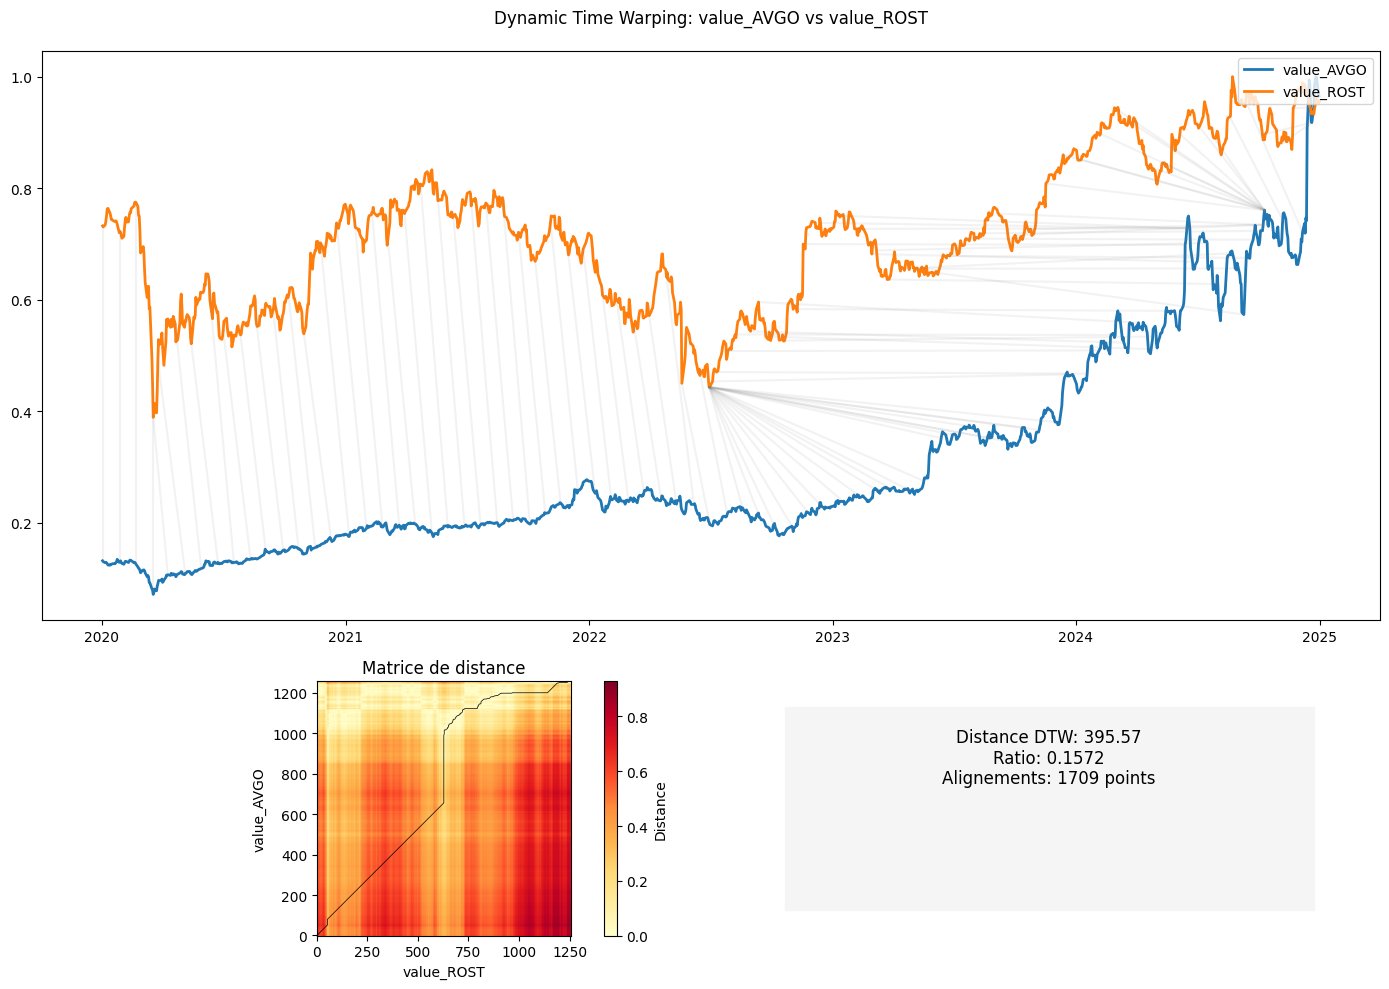 Dynamic Time Warping: value_AVGO vs value_ROST
value_AVGO
value_ROST
1.0
0.8
0.6
0.4
0.2
2020 2021 2022 2023 2024 2025
Matrice de distance
value_AVGO
1200
1000
800
600
400
200
0
0 250 500 750 1000 1250
value_ROST
0.8
0.6
0.4
0.2
0.0
Distance
Distance DTW: 395.57
Ratio: 0.1572
Alignements: 1709 points